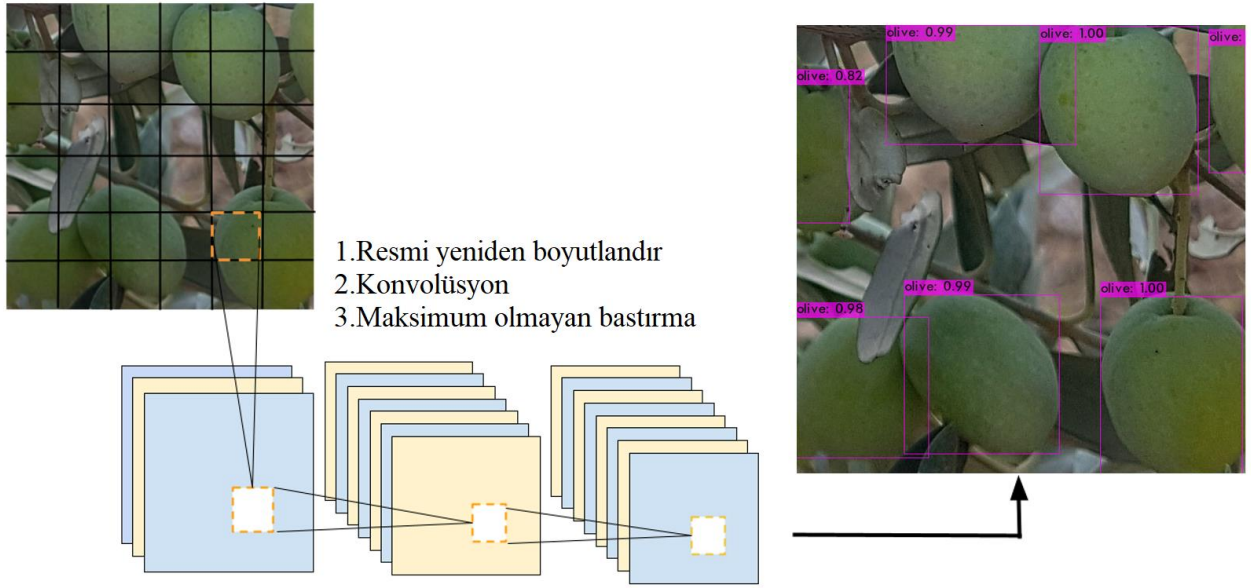 1.Resmi yeniden boyutlandır
2.Konvolüsyon
3.Maksimum olmayan bastırma
olive: 0.99
olive: 1.00
olive:
olive: 0.82
olive: 0.98
olive: 0.99
olive: 1.00